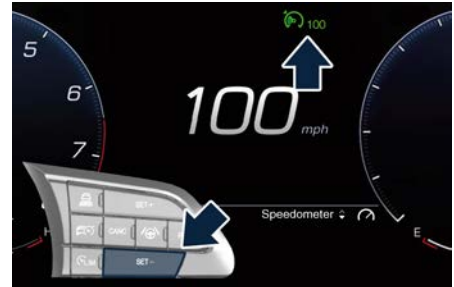 100
5
6
7
100 mph
SET +
CANC
H
Speedometer
E
SET -